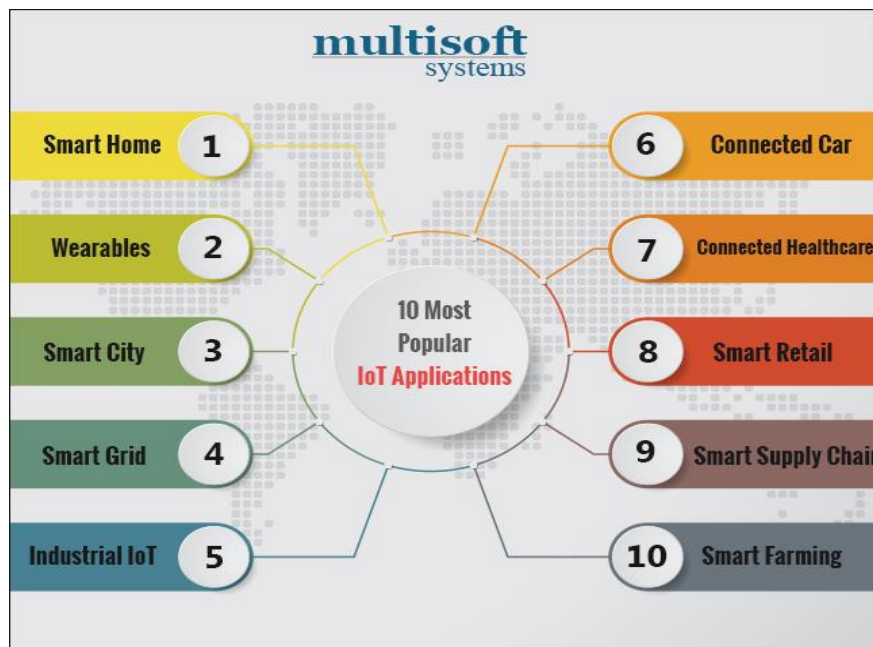 multisoft
systems
Smart Home 1
Wearables 2
Smart City 3
Smart Grid 4
Industrial IoT 5
10 Most
Popular
IoT Applications
6 Connected Car
7 Connected Healthcare
8 Smart Retail
9 Smart Supply Chain
10 Smart Farming